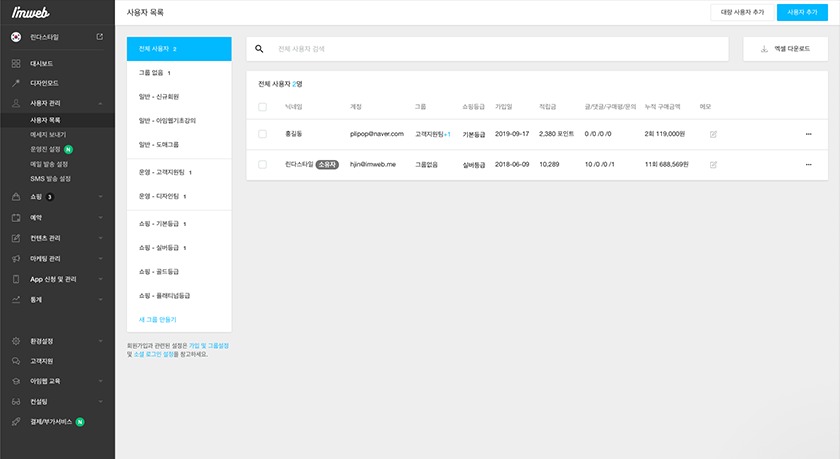 I'mweb
사용자 목록
대량 사용자 추가
사용자 추가
린다스타일
대시보드
디자인모드
사용자 관리
사용자 목록
메세지 보내기
운영진 설정 N
메일 발송 설정
SMS 발송 설정
쇼핑 3
예약
컨텐츠 관리
마케팅 관리
App 신청 및 관리
통계
환경설정
고객지원
아임웹 교육
컨설팅
결제/부가서비스 N
전체 사용자 2
그룹 없음 1
일반 - 신규회원
일반 - 아임웹기초강의
일반 - 도매그룹
운영 - 고객지원팀 1
운영 - 디자인팀 1
쇼핑 - 기본등급 1
쇼핑 - 실버등급 1
쇼핑 - 골드등급
쇼핑 - 플래티넘등급
새 그룹 만들기
회원가입과 관련된 설정은 가입 및 그룹설정
및 소셜 로그인 설정를 참고하세요.
전체 사용자 검색
엑셀 다운로드
전체 사용자 2명
닉네임 계정 그룹 쇼핑등급 가입일 적립금 글/댓글/구매평/문의 누적 구매금액 메모
홍길동 plipop@naver.com 고객지원팀+1 기본등급 2019-09-17 2,380 포인트 0 /0 /0 /0 2회 119,000원
린다스타일 소유자 hjin@imweb.me 그룹없음 실버등급 2018-06-09 10,289 10 /0 /0 /1 11회 688,569원